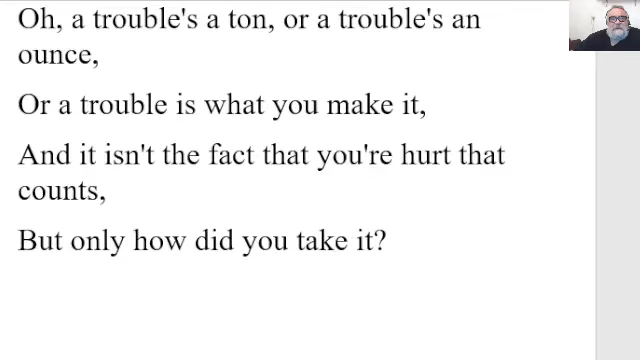 Oh, a trouble's a ton, or a trouble's an
ounce,
Or a trouble is what you make it,
And it isn't the fact that you're hurt that
counts,
But only how did you take it?